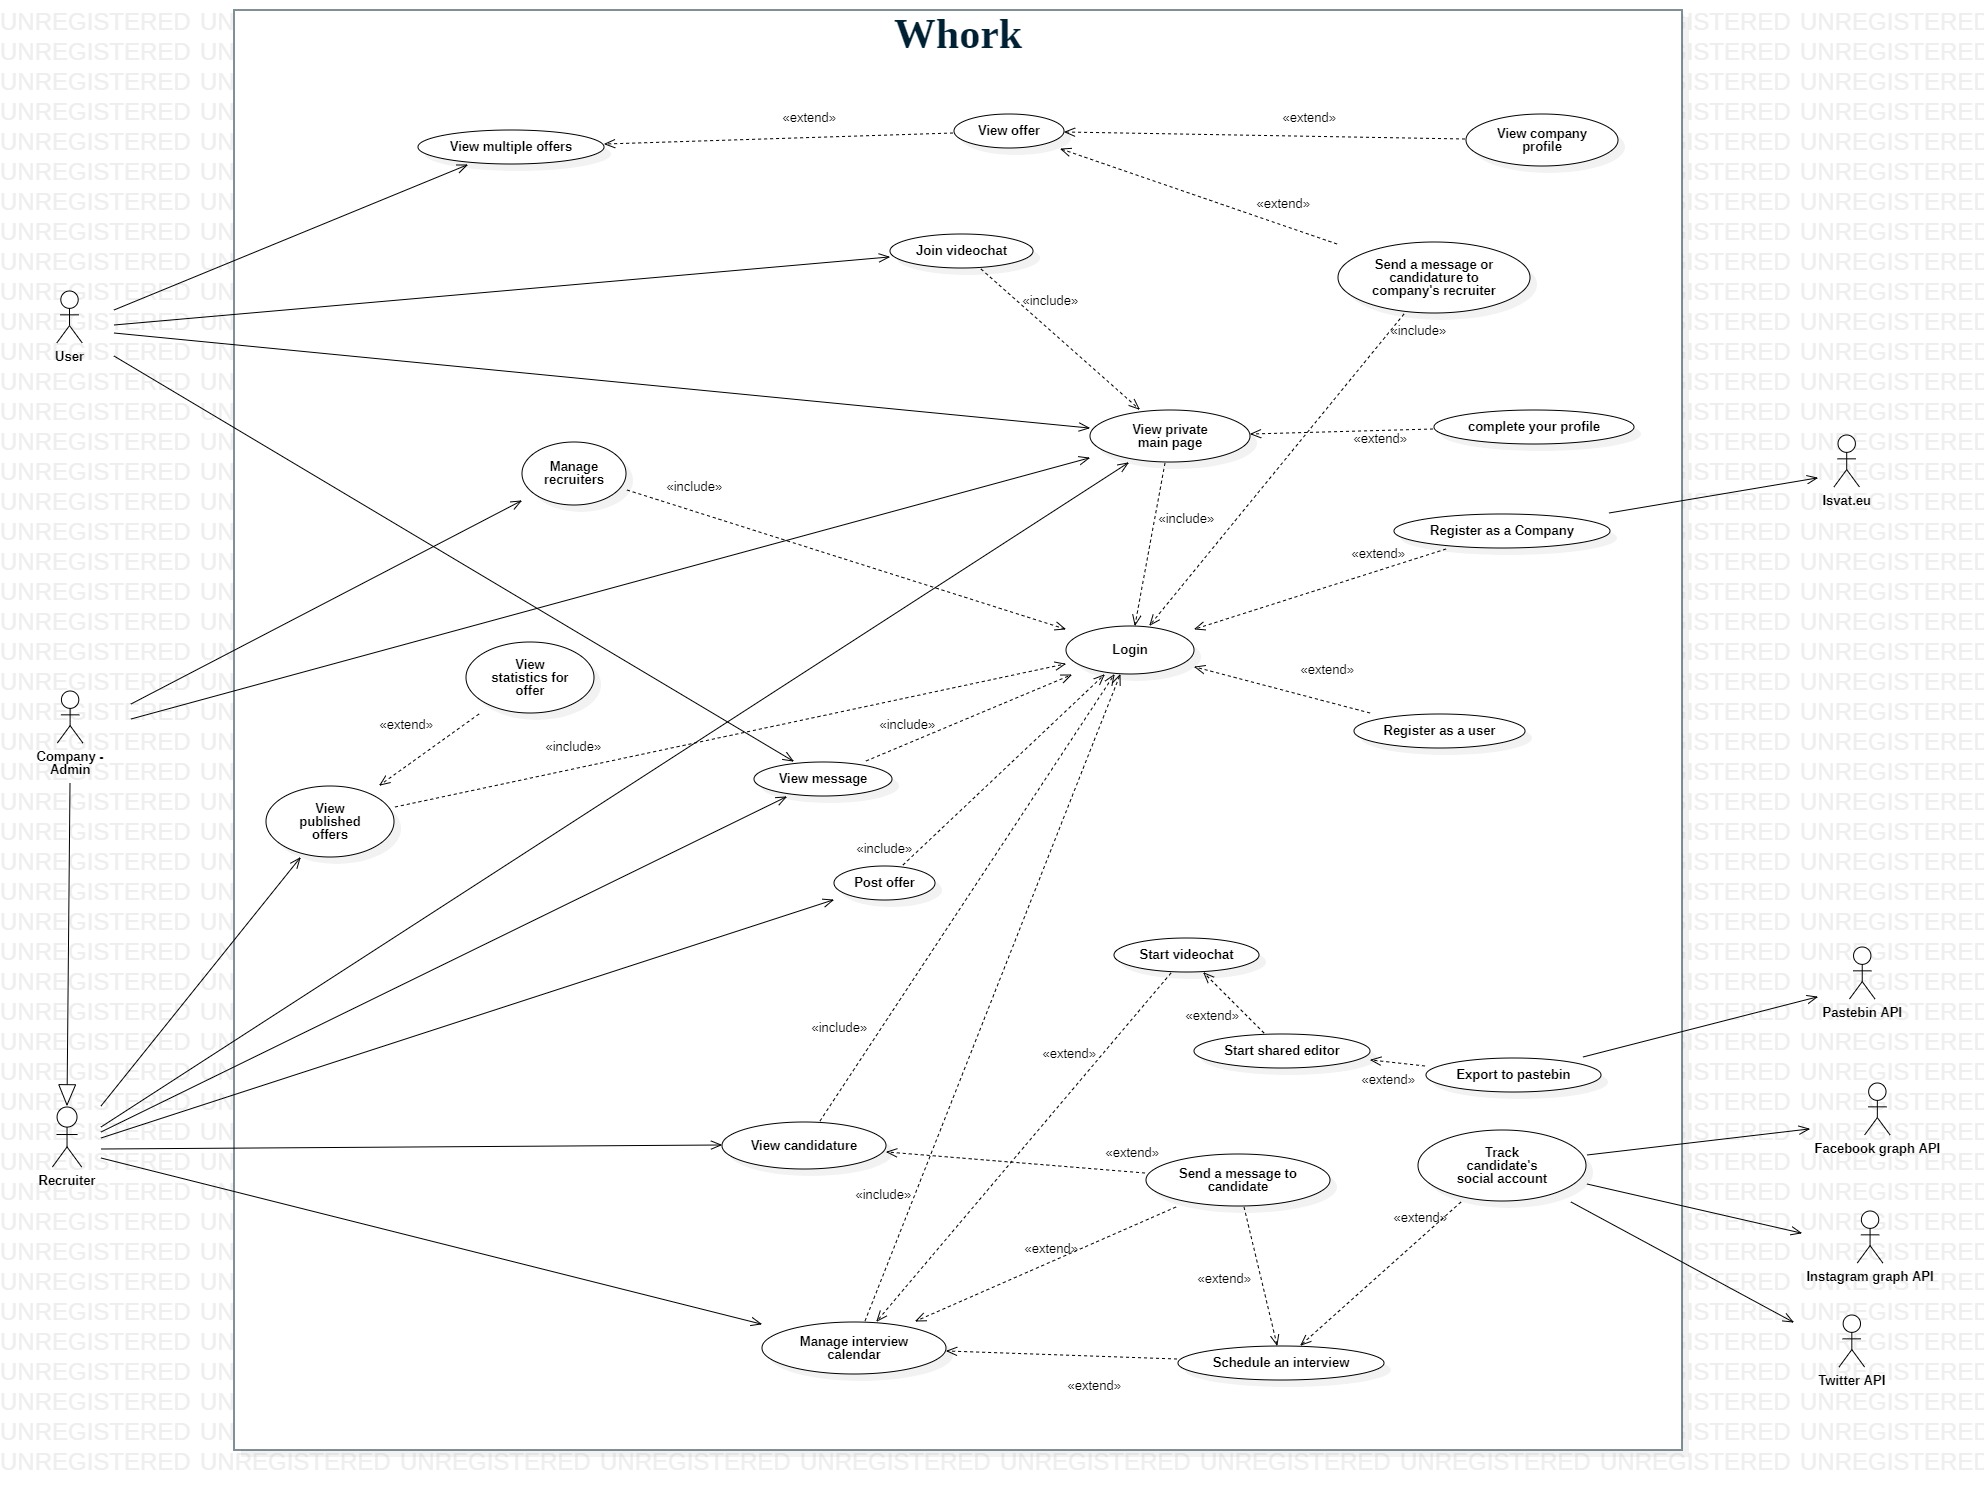 Whork
«extend»
«extend»
View offer
View company
profile
View multiple offers
«extend»
Join videochat
Send a message or
candidature to
company's recruiter
«include»
«include»
User
View private
main page
complete your profile
«extend»
Manage
recruiters
«include»
Isvat.eu
«include»
Register as a Company
«extend»
Login
View
statistics for
offer
«extend»
«extend»
«include»
Register as a user
«include»
Company -
Admin
View message
View
published
offers
«include»
Post offer
Start videochat
Pastebin API
«extend»
«include»
Start shared editor
«extend»
Export to pastebin
«extend»
View candidature
Facebook graph API
«extend»
Track
candidate's
social account
Send a message to
candidate
Recruiter
«include»
«extend»
«extend»
Instagram graph API
«extend»
Manage interview
calendar
Schedule an interview
Twitter API
«extend»
UNREGISTERED UNREGISTERED UNREGISTERED UNREGISTERED UNREGISTERED UNREGISTERED UNREGISTERED UNREGISTERED UNREGISTERED UNREGISTERED